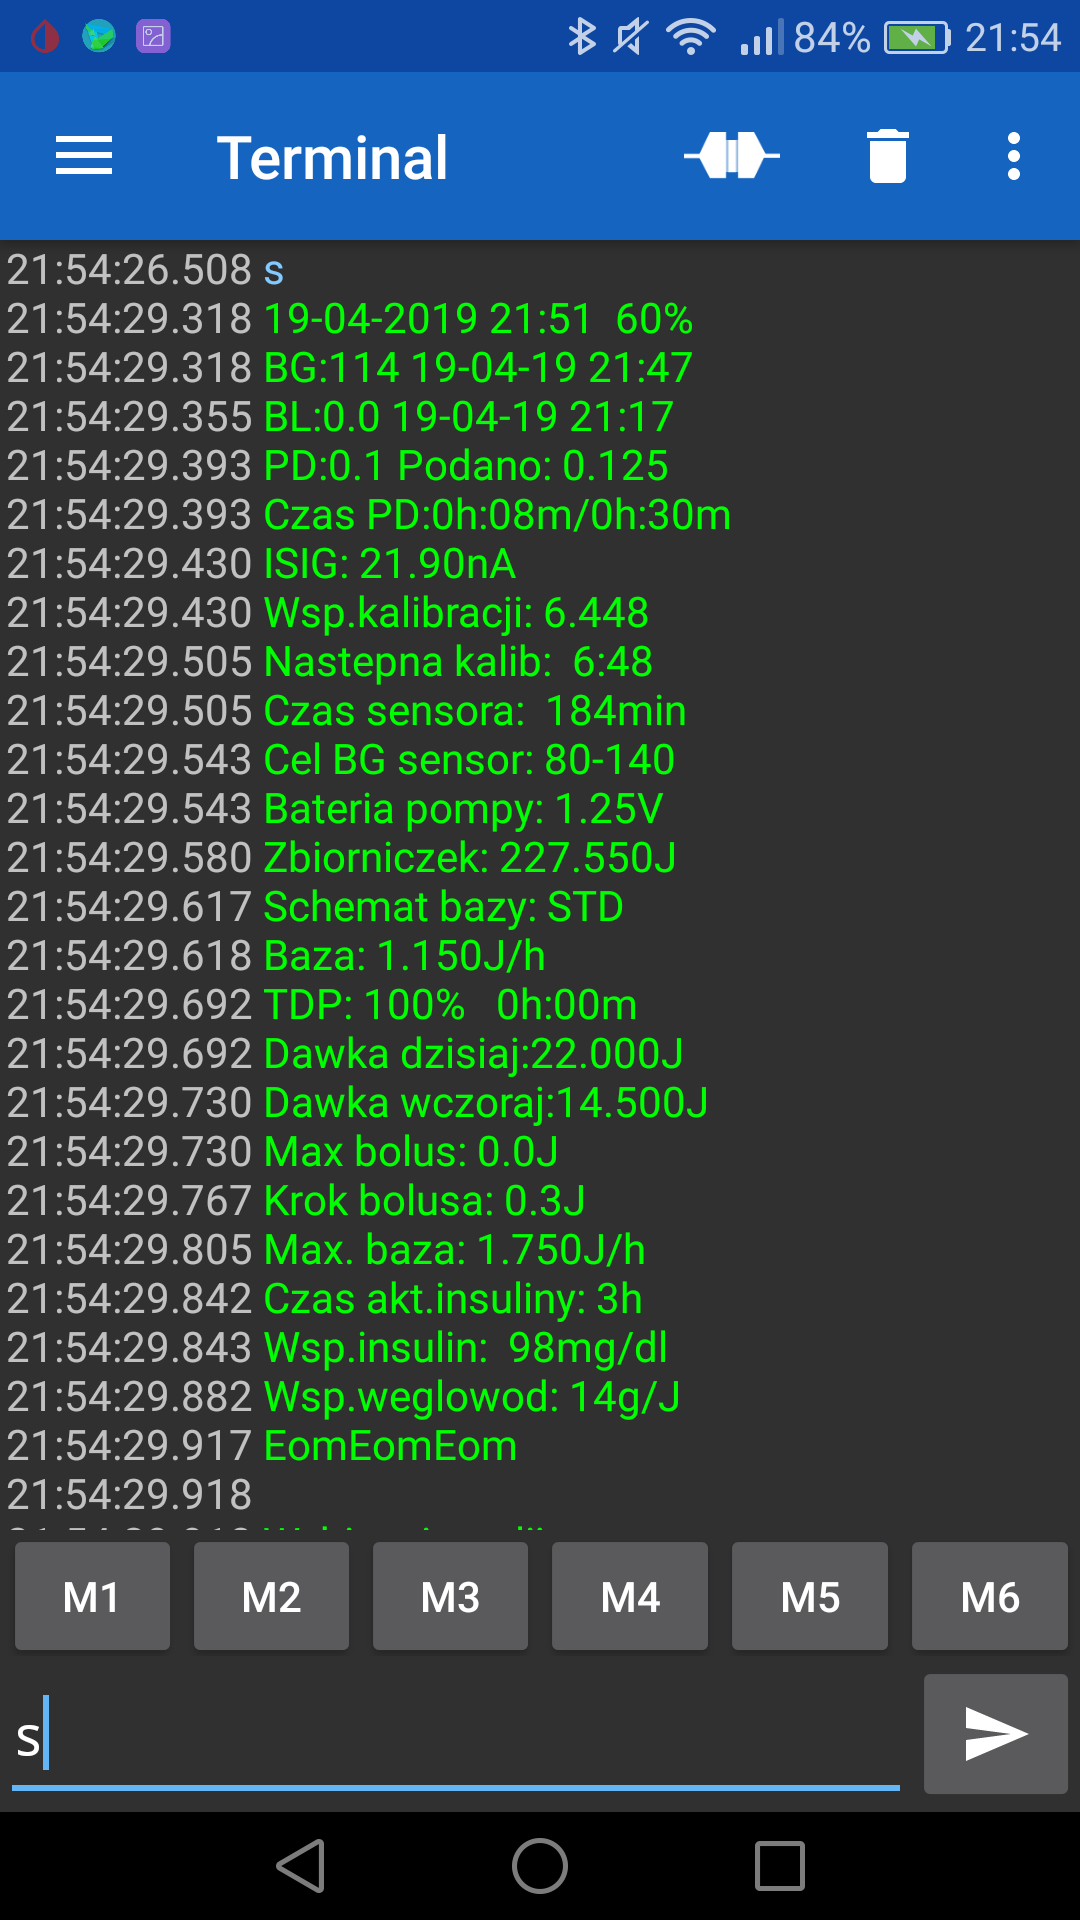 84% 21:54
Terminal
21:54:26.508 s
21:54:29.318 19-04-2019 21:51 60%
21:54:29.318 BG:114 19-04-19 21:47
21:54:29.355 BL:0.0 19-04-19 21:17
21:54:29.393 PD:0.1 Podano: 0.125
21:54:29.393 Czas PD:0h:08m/0h:30m
21:54:29.430 ISIG: 21.90nA
21:54:29.430 Wsp.kalibracji: 6.448
21:54:29.505 Nastepna kalib: 6:48
21:54:29.505 Czas sensora: 184min
21:54:29.543 Cel BG sensor: 80-140
21:54:29.543 Bateria pompy: 1.25V
21:54:29.580 Zbiorniczek: 227.550J
21:54:29.617 Schemat bazy: STD
21:54:29.618 Baza: 1.150J/h
21:54:29.692 TDP: 100% 0h:00m
21:54:29.692 Dawka dzisiaj:22.000J
21:54:29.730 Dawka wczoraj:14.500J
21:54:29.730 Max bolus: 0.0J
21:54:29.767 Krok bolusa: 0.3J
21:54:29.805 Max. baza: 1.750J/h
21:54:29.842 Czas akt.insuliny: 3h
21:54:29.843 Wsp.insulin: 98mg/dl
21:54:29.882 Wsp.weglowod: 14g/J
21:54:29.917 EomEomEom
21:54:29.918
M1 M2 M3 M4 M5 M6
s